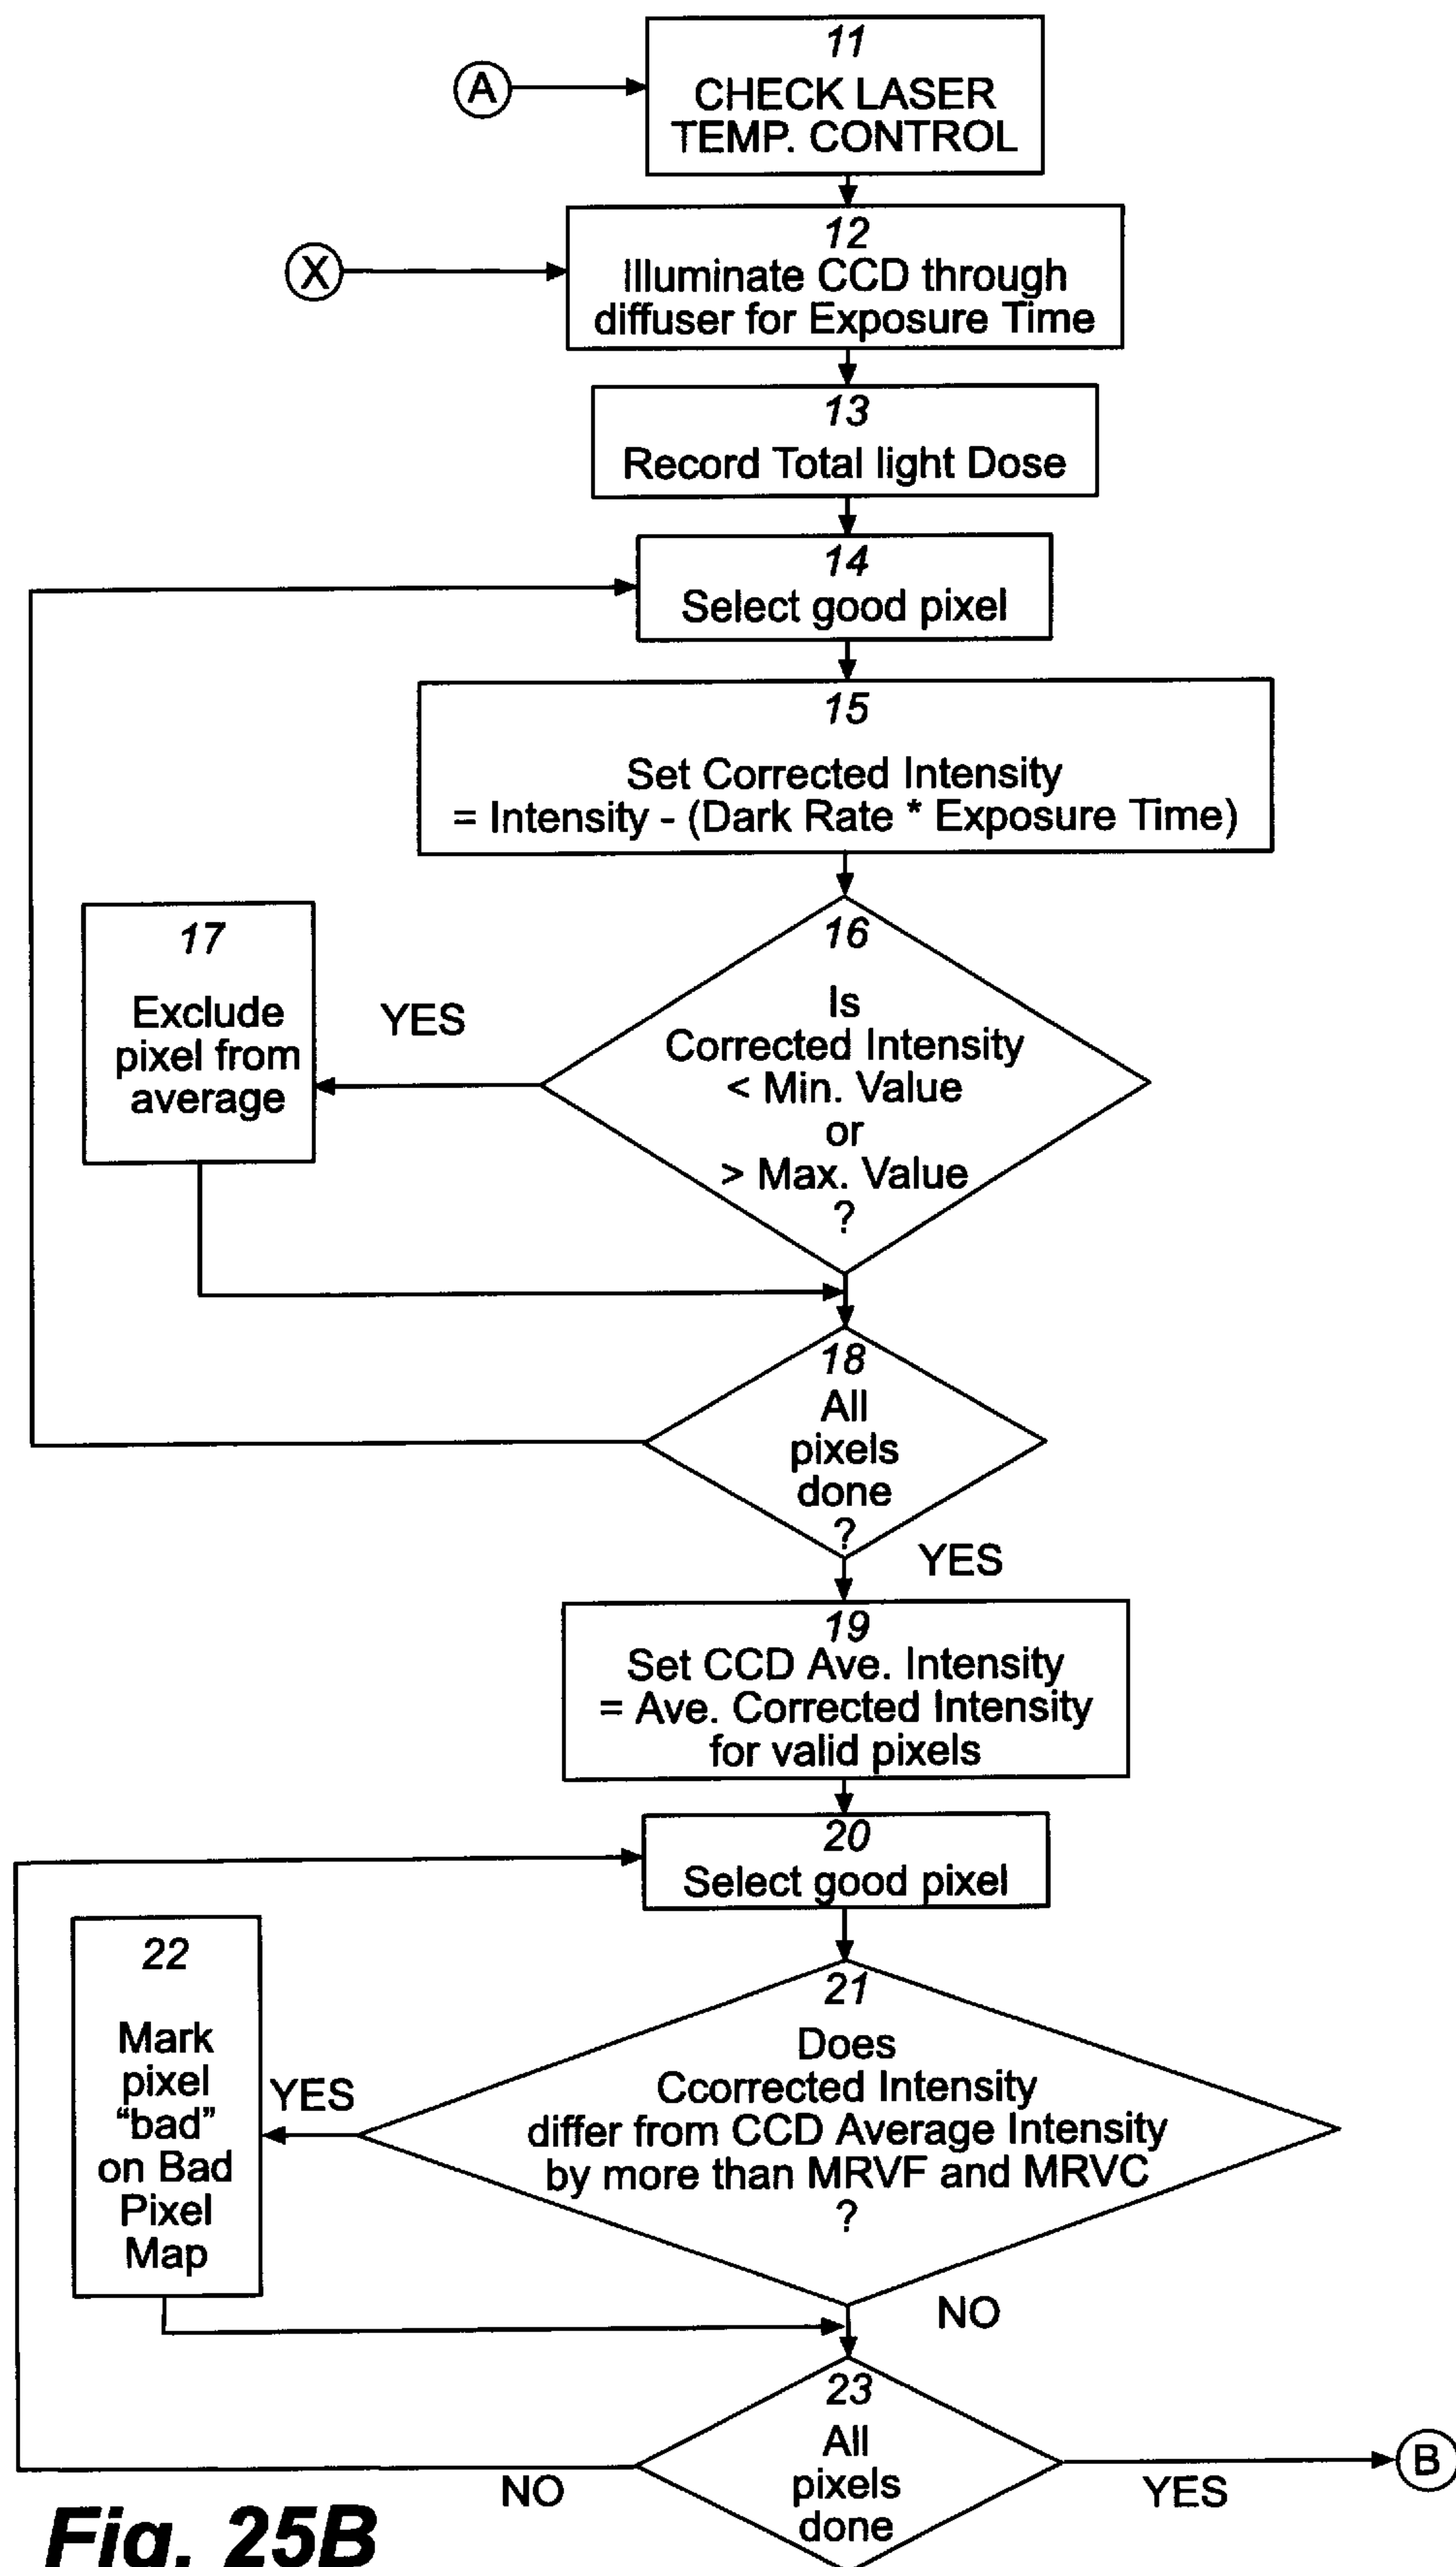 11
A
CHECK LASER
TEMP. CONTROL
12
X
Illuminate CCD through
diffuser for Exposure Time
13
Record Total light Dose
14
Select good pixel
15
Set Corrected Intensity
= Intensity - (Dark Rate * Exposure Time)
16
Is
Corrected Intensity
< Min. Value
or
> Max. Value
?
YES
17
Exclude
pixel from
average
18
All
pixels
done
?
YES
19
Set CCD Ave. Intensity
= Ave. Corrected Intensity
for valid pixels
20
Select good pixel
21
Does
Ccorrected Intensity
differ from CCD Average Intensity
by more than MRVF and MRVC
?
YES
22
Mark
pixel
“bad”
on Bad
Pixel
Map
NO
23
All
pixels
done
NO
YES
B
Fig. 25B